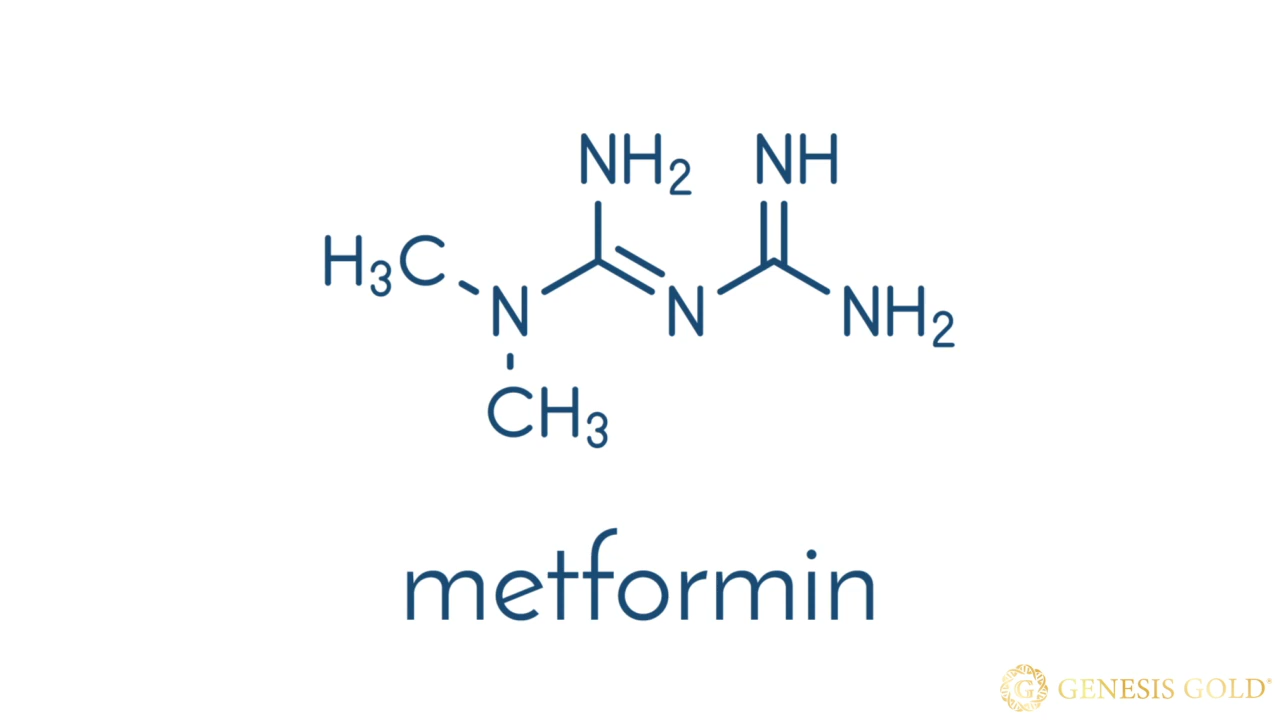 NH2 NH
H3C
N N NH2
CH3
metformin
GENESIS GOLD®